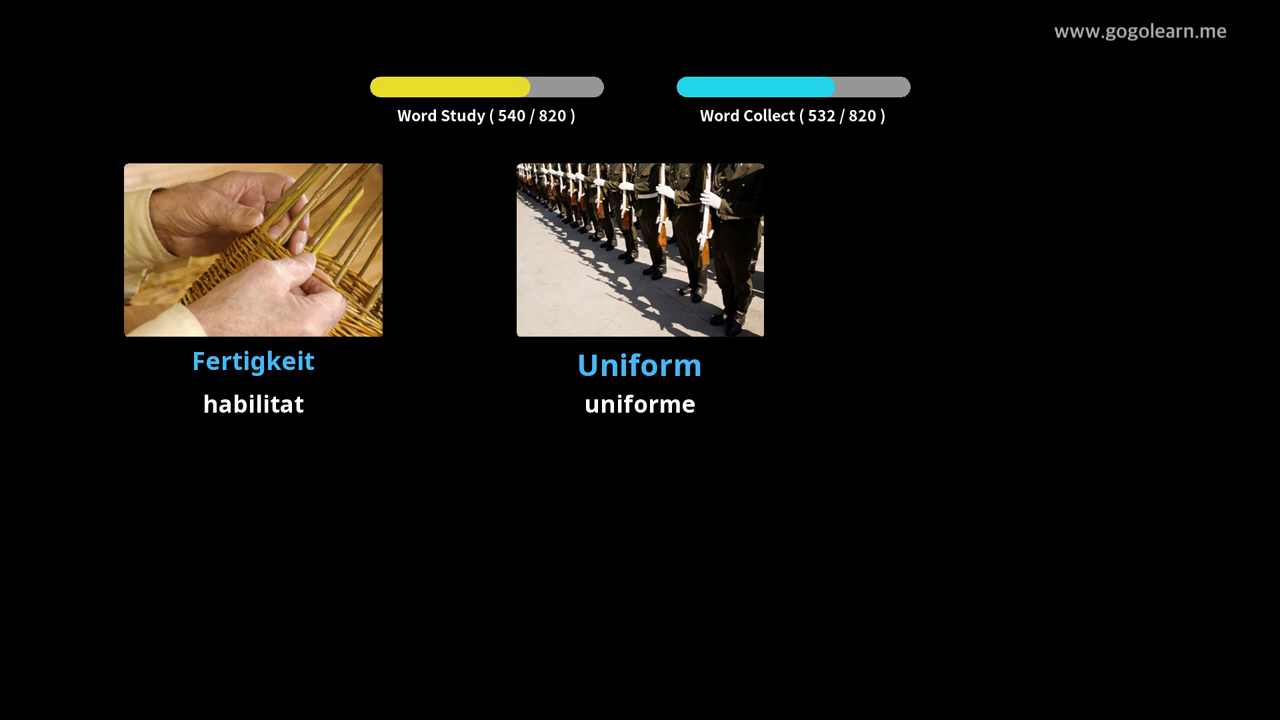 www.gogolearn.me
Word Study ( 540 / 820 )
Word Collect ( 532 / 820 )
Fertigkeit
habilitat
Uniform
uniforme